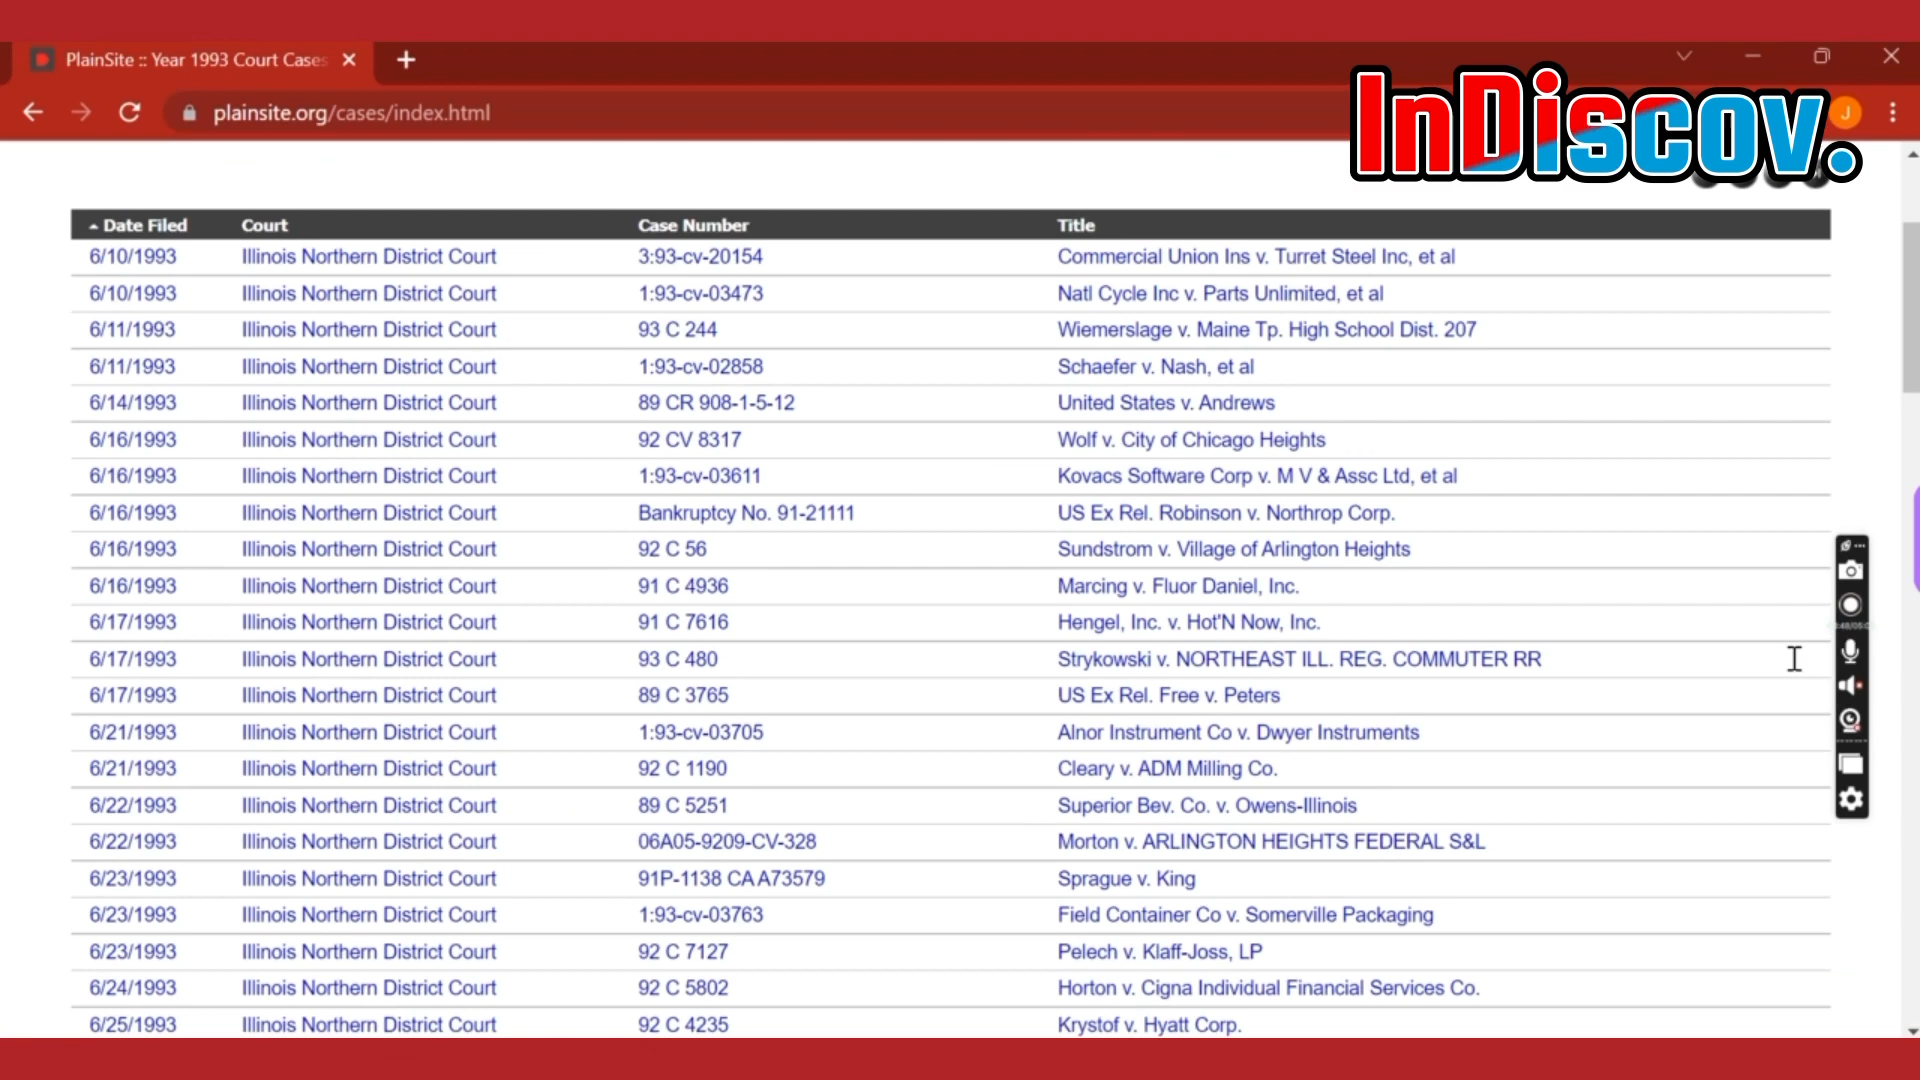 PlainSite :: Year 1993 Court Cases
plainsite.org/cases/index.html
InDiscov.
J
Date Filed Court Case Number Title
6/10/1993 Illinois Northern District Court 3:93-cv-20154 Commercial Union Ins v. Turret Steel Inc, et al
6/10/1993 Illinois Northern District Court 1:93-cv-03473 Natl Cycle Inc v. Parts Unlimited, et al
6/11/1993 Illinois Northern District Court 93 C 244 Wiemerslage v. Maine Tp. High School Dist. 207
6/11/1993 Illinois Northern District Court 1:93-cv-02858 Schaefer v. Nash, et al
6/14/1993 Illinois Northern District Court 89 CR 908-1-5-12 United States v. Andrews
6/16/1993 Illinois Northern District Court 92 CV 8317 Wolf v. City of Chicago Heights
6/16/1993 Illinois Northern District Court 1:93-cv-03611 Kovacs Software Corp v. M V & Assc Ltd, et al
6/16/1993 Illinois Northern District Court Bankruptcy No. 91-21111 US Ex Rel. Robinson v. Northrop Corp.
6/16/1993 Illinois Northern District Court 92 C 56 Sundstrom v. Village of Arlington Heights
6/16/1993 Illinois Northern District Court 91 C 4936 Marcing v. Fluor Daniel, Inc.
6/17/1993 Illinois Northern District Court 91 C 7616 Hengel, Inc. v. Hot'N Now, Inc.
6/17/1993 Illinois Northern District Court 93 C 480 Strykowski v. NORTHEAST ILL. REG. COMMUTER RR
6/17/1993 Illinois Northern District Court 89 C 3765 US Ex Rel. Free v. Peters
6/21/1993 Illinois Northern District Court 1:93-cv-03705 Alnor Instrument Co v. Dwyer Instruments
6/21/1993 Illinois Northern District Court 92 C 1190 Cleary v. ADM Milling Co.
6/22/1993 Illinois Northern District Court 89 C 5251 Superior Bev. Co. v. Owens-Illinois
6/22/1993 Illinois Northern District Court 06A05-9209-CV-328 Morton v. ARLINGTON HEIGHTS FEDERAL S&L
6/23/1993 Illinois Northern District Court 91P-1138 CA A73579 Sprague v. King
6/23/1993 Illinois Northern District Court 1:93-cv-03763 Field Container Co v. Somerville Packaging
6/23/1993 Illinois Northern District Court 92 C 7127 Pelech v. Klaff-Joss, LP
6/24/1993 Illinois Northern District Court 92 C 5802 Horton v. Cigna Individual Financial Services Co.
6/25/1993 Illinois Northern District Court 92 C 4235 Krystof v. Hyatt Corp.